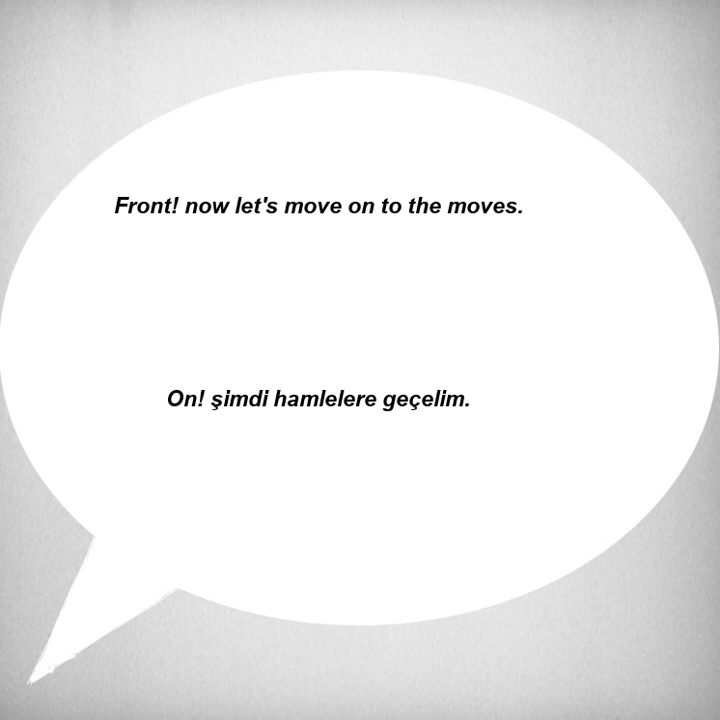 Front! now let's move on to the moves.
On! şimdi hamlelere geçelim.